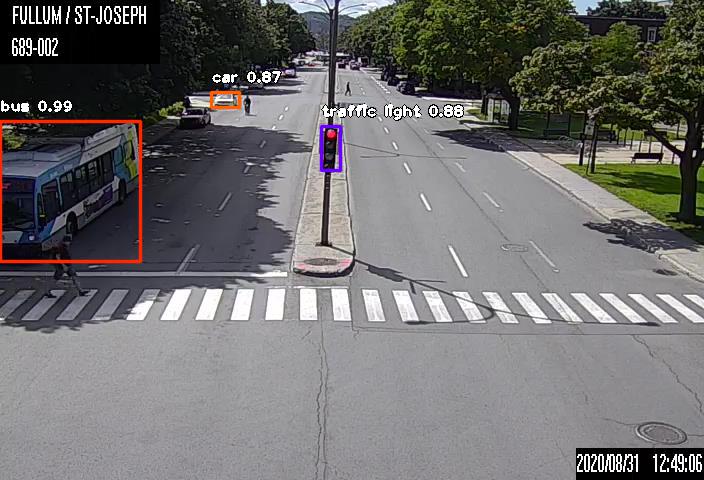 FULLUM / ST-JOSEPH
689-002
car 0.87
bus 0.99
traffic light 0.88
2020/08/31 12:49:06